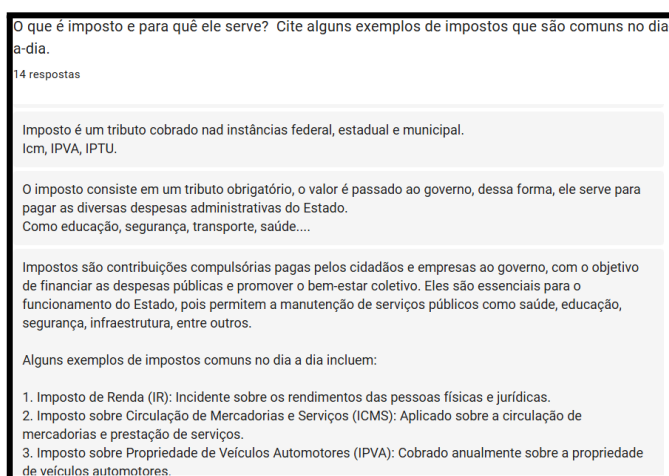 O que é imposto e para quê ele serve?  Cite alguns exemplos de impostos que são comuns no dia
a-dia.
14 respostas
Imposto é um tributo cobrado nad instâncias federal, estadual e municipal.
Icm, IPVA, IPTU.
O imposto consiste em um tributo obrigatório, o valor é passado ao governo, dessa forma, ele serve para
pagar as diversas despesas administrativas do Estado.
Como educação, segurança, transporte, saúde....
Impostos são contribuições compulsórias pagas pelos cidadãos e empresas ao governo, com o objetivo
de financiar as despesas públicas e promover o bem-estar coletivo. Eles são essenciais para o
funcionamento do Estado, pois permitem a manutenção de serviços públicos como saúde, educação,
segurança, infraestrutura, entre outros.
Alguns exemplos de impostos comuns no dia a dia incluem:
1. Imposto de Renda (IR): Incidente sobre os rendimentos das pessoas físicas e jurídicas.
2. Imposto sobre Circulação de Mercadorias e Serviços (ICMS): Aplicado sobre a circulação de
mercadorias e prestação de serviços.
3. Imposto sobre Propriedade de Veículos Automotores (IPVA): Cobrado anualmente sobre a propriedade
de veículos automotores.